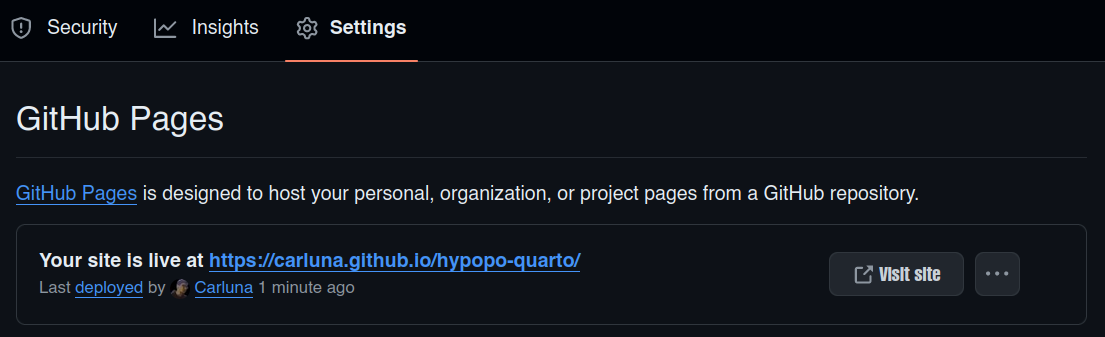 Security Insights Settings
GitHub Pages
GitHub Pages is designed to host your personal, organization, or project pages from a GitHub repository.
Your site is live at https://carluna.github.io/hypopo-quarto/
Visit site
Last deployed by Carluna 1 minute ago